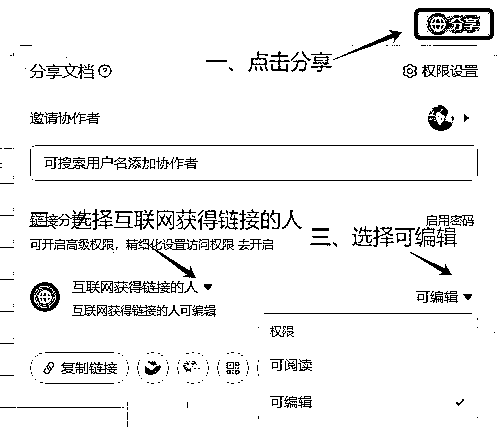 分享
一、点击分享
分享文档
权限设置
邀请协作者
可搜索用户名添加协作者
选择互联网获得链接的人
启用密码
可开启高级权限，精细化设置访问权限 去开启
三、选择可编辑
互联网获得链接的人
可编辑
互联网获得链接的人可编辑
权限
复制链接
可阅读
可编辑